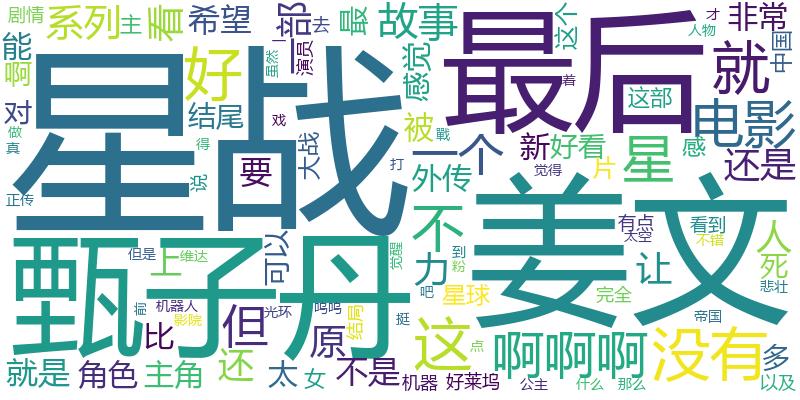 剧情 主 看 希望 一部 最 故事 这个 才 非常
系列 去 人物
能 演员 中国
啊 好 虽然 感觉 最后 就
星战 这部 电影
对 结尾 戏 被 戰 新 好看 星 感
做 大战 一个 还是
真 得 要 打 觉得 片
正传 说 外传
甄子丹 不 姜文 有点 看到 人
但是 上 维达 可以 觉醒 到 力 太空 不错
粉 让 死
机器人 呜呜 吧 星球 完全 悲壮
前 影院 但 光环 结局 帝国
比 原 挺 这 啊啊啊 没有 多
点
就是 角色 主角 还 太 女 不是 机器 好莱坞 公主 什么 那么 以及